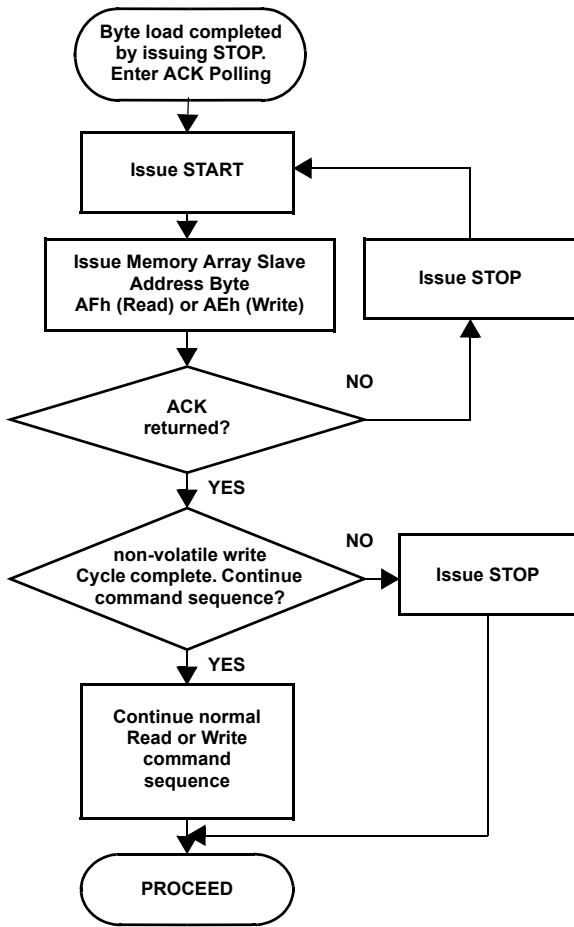 Byte load completed
by issuing STOP.
Enter ACK Polling
Issue START
Issue Memory Array Slave
Address Byte
AFh (Read) or AEh (Write)
Issue STOP
NO
ACK
returned?
YES
NO
non-volatile write
Cycle complete. Continue
command sequence?
Issue STOP
YES
Continue normal
Read or Write
command
sequence
PROCEED